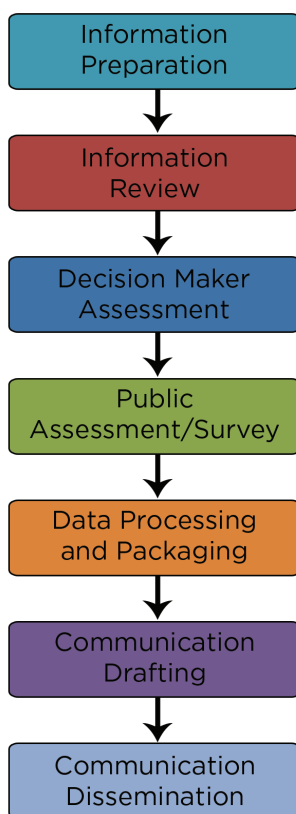 Information
Preparation
Information
Review
Decision Maker
Assessment
Public
Assessment/Survey
Data Processing
and Packaging
Communication
Drafting
Communication
Dissemination